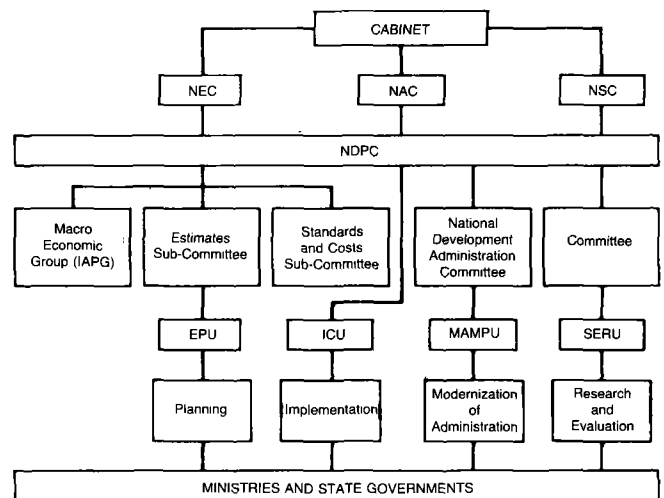 CABINET
NEC
NAC
NSC
NDPC
Macro
Economic
Group (IAPG)
Estimates
Sub-Committee
Standards
and Costs
Sub-Committee
National
Development
Administration
Committee
Committee
EPU
ICU
MAMPU
SERU
Planning
Implementation
Modernization
of
Administration
Research
and
Evaluation
MINISTRIES AND STATE GOVERNMENTS